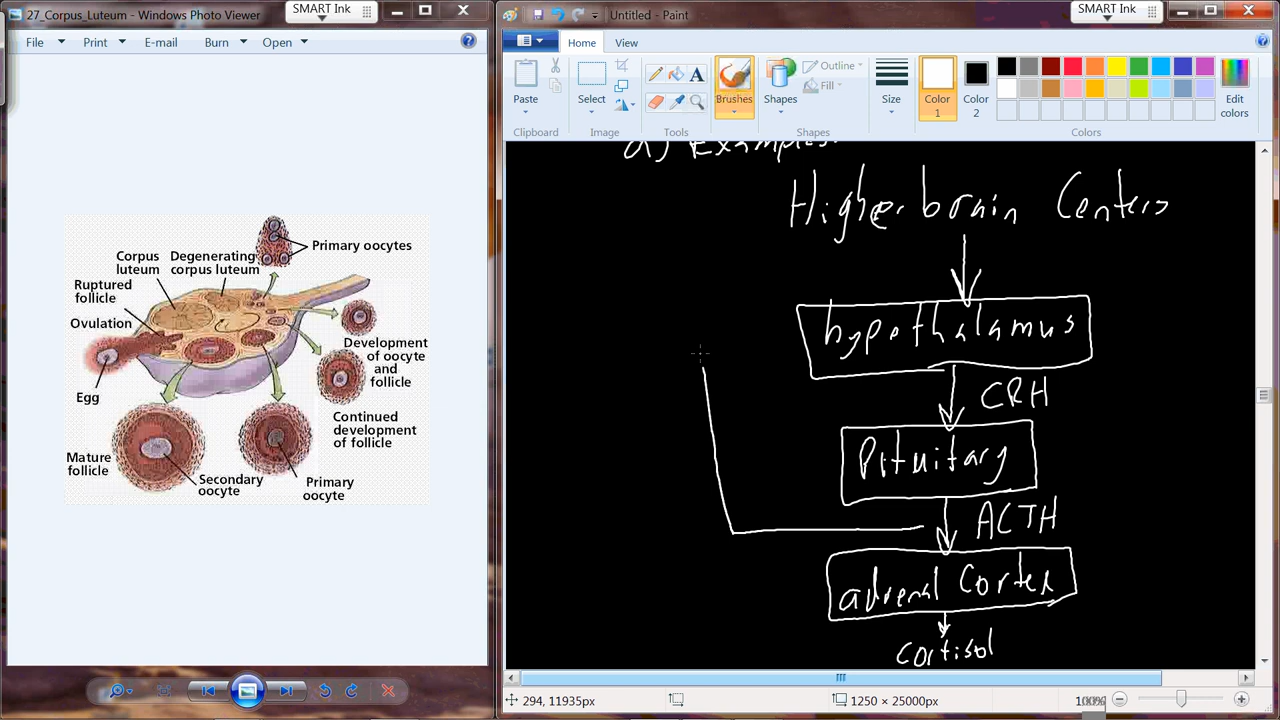 27_Corpus_Luteum - Windows Photo Viewer
SMART Ink
File Print E-mail Burn Open
Primary oocytes
Corpus
luteum
Degenerating
corpus luteum
Ruptured
follicle
Ovulation
Egg
Development
of oocyte
and
follicle
Continued
development
of follicle
Mature
follicle
Secondary
oocyte
Primary
oocyte
Untitled - Paint
SMART Ink
Home View
Paste
Select
Brushes
Shapes
Outline
Fill
Size
Color
1
Color
2
Edit
colors
Clipboard Image Tools Shapes Colors
a) Examples:
Higher brain Centers
hypothalamus
CRH
Pituitary
ACTH
adrenal Cortex
Cortisol
294, 11935px
1250 × 25000px
100%